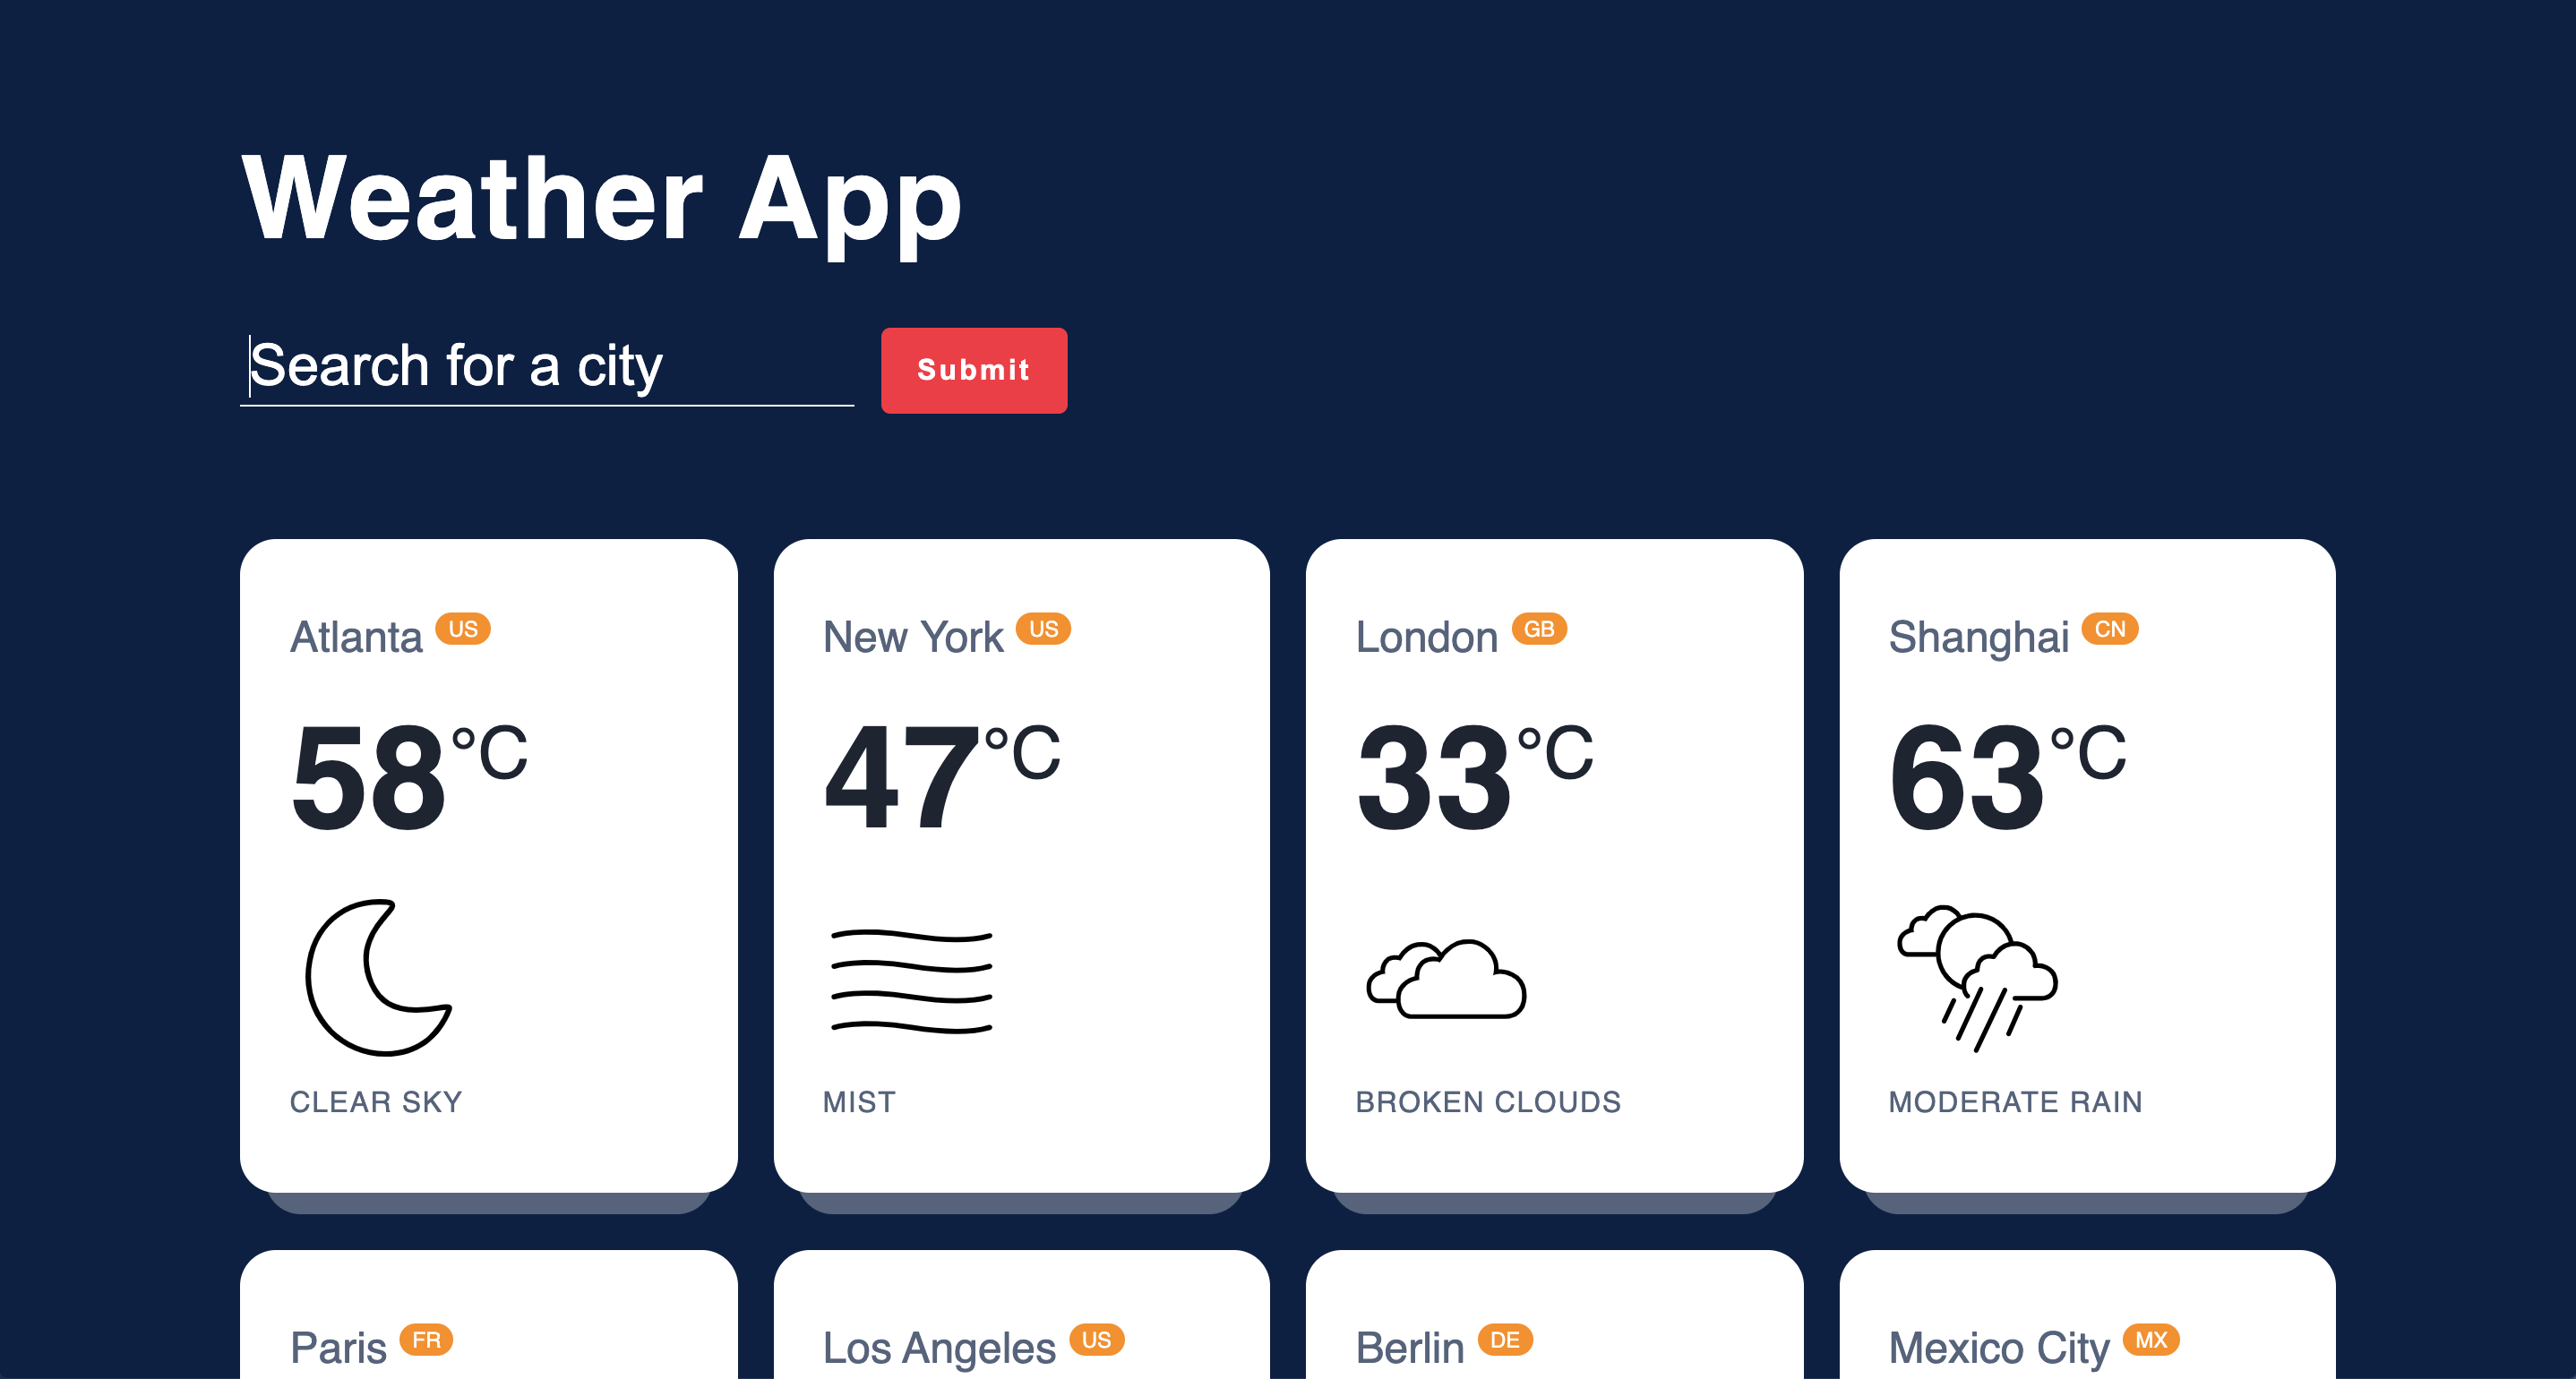 Weather App
Search for a city
Submit
Atlanta US
58°C
CLEAR SKY
New York US
47°C
MIST
London GB
33°C
BROKEN CLOUDS
Shanghai CN
63°C
MODERATE RAIN
Paris FR
Los Angeles US
Berlin DE
Mexico City MX